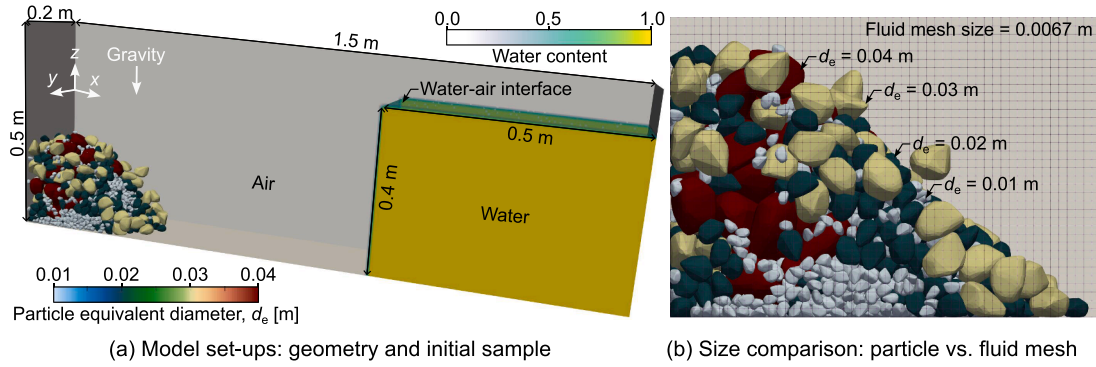 0.2 m
1.5 m
0.0 0.5 1.0
Water content
z
y
x
Gravity
0.5 m
Water-air interface
0.5 m
0.4 m
Air
Water
0.01 0.02 0.03 0.04
Particle equivalent diameter, de [m]
(a) Model set-ups: geometry and initial sample
Fluid mesh size = 0.0067 m
de = 0.04 m
de = 0.03 m
de = 0.02 m
de = 0.01 m
(b) Size comparison: particle vs. fluid mesh